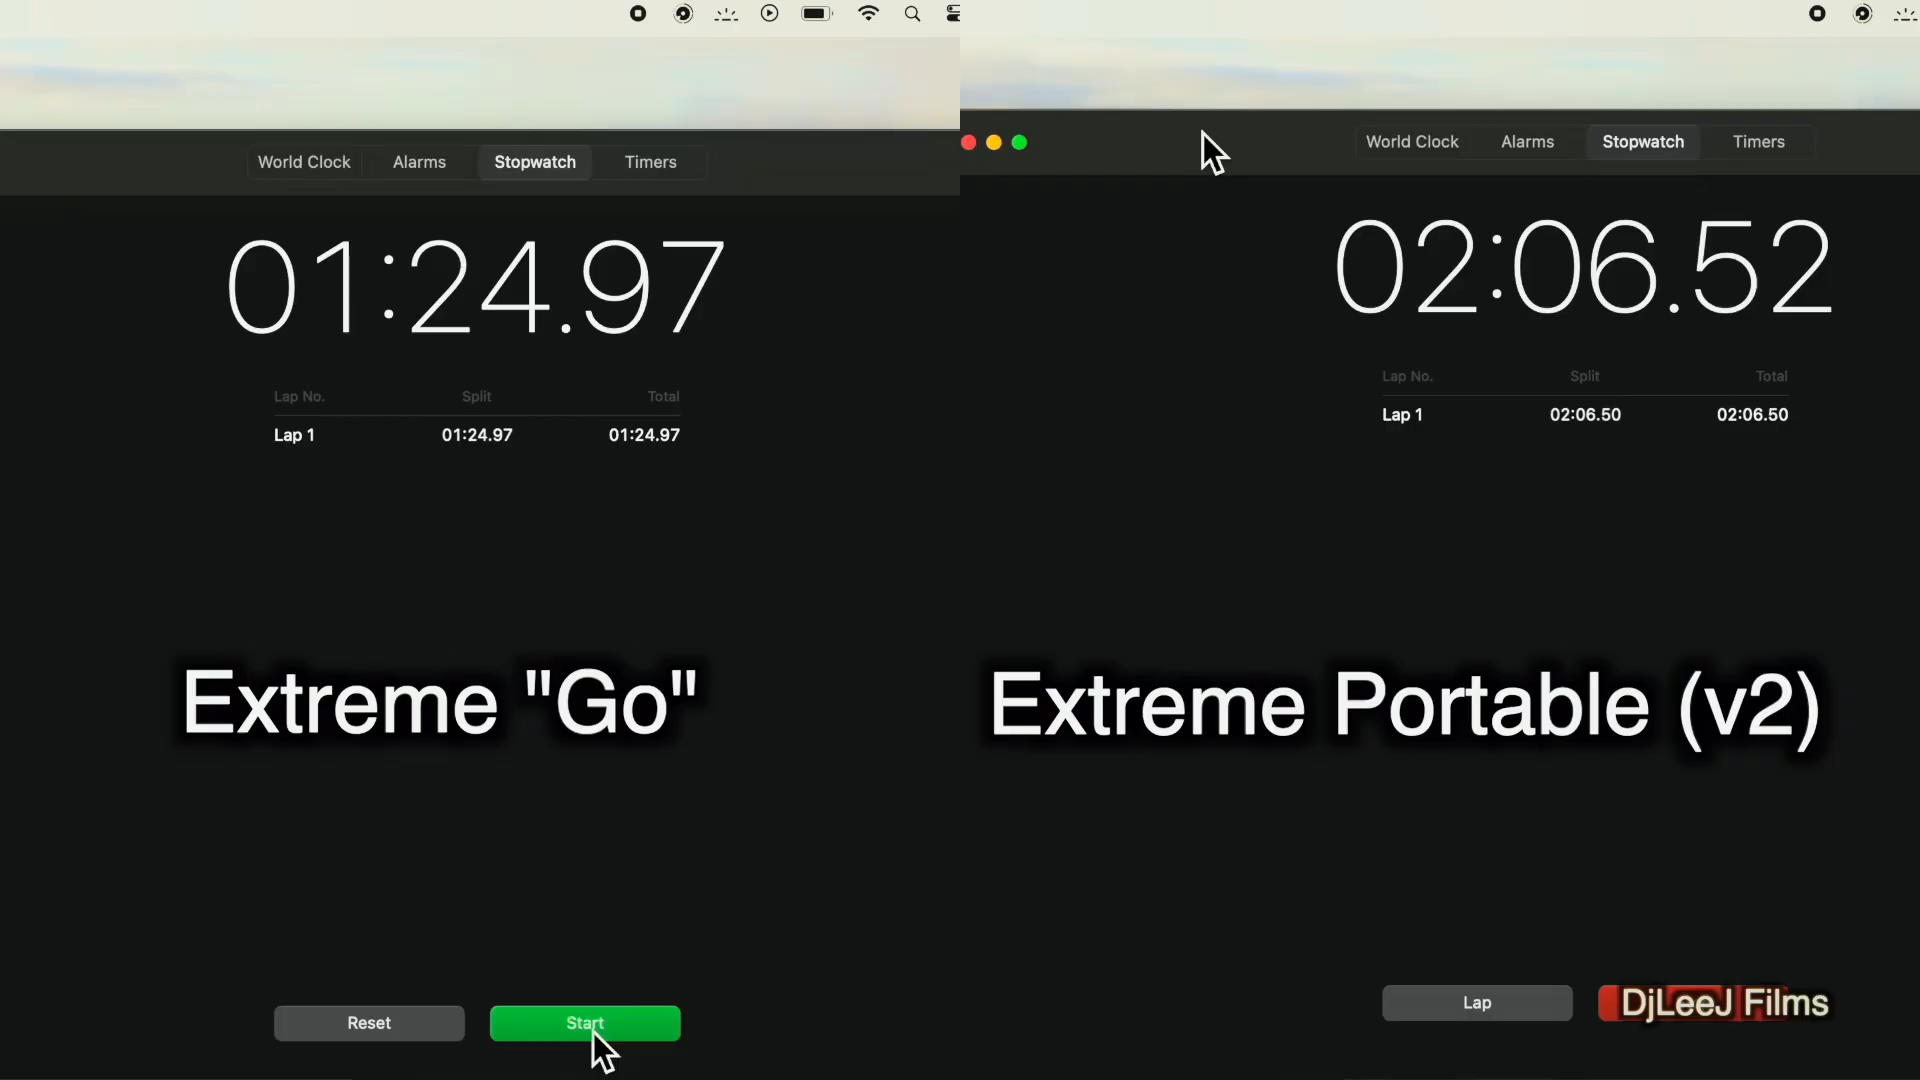 World Clock Alarms Stopwatch Timers
01:24.97
Lap No. Split Total
Lap 1 01:24.97 01:24.97
Extreme "Go"
Reset Start
World Clock Alarms Stopwatch Timers
02:06.52
Lap No. Split Total
Lap 1 02:06.50 02:06.50
Extreme Portable (v2)
Lap
DjLeeJ Films